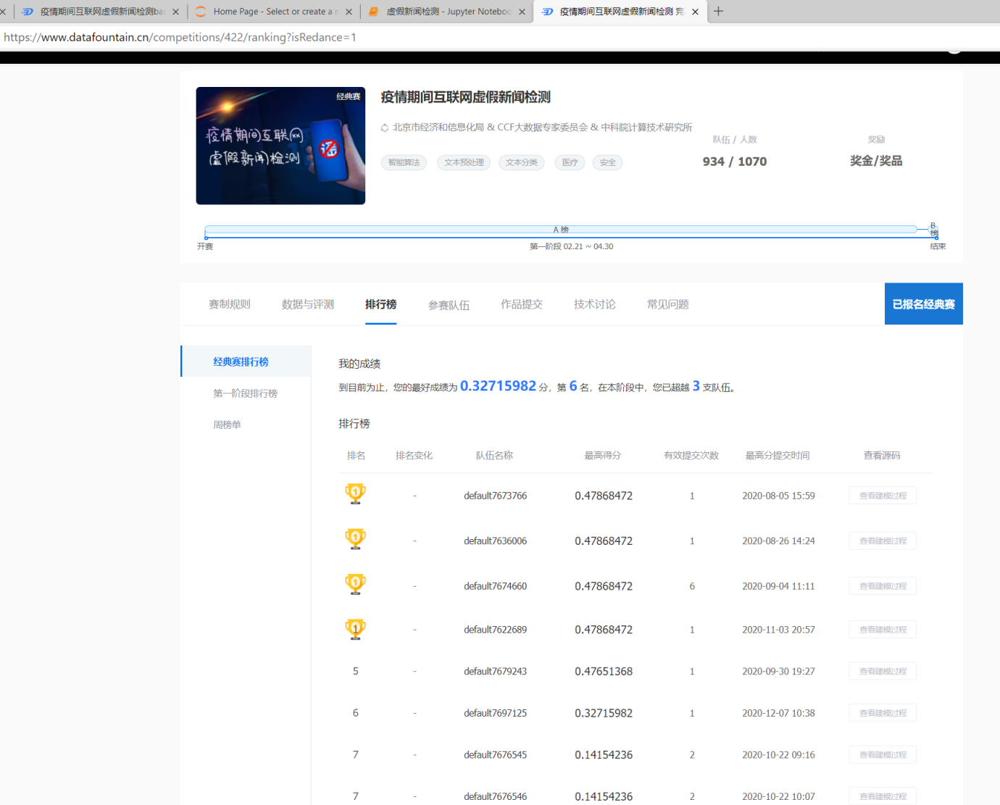 疫情期间互联网虚假新闻检测ba
Home Page - Select or create a n
虚假新闻检测 - Jupyter Noteboo
疫情期间互联网虚假新闻检测 竞
https://www.datafountain.cn/competitions/422/ranking?isRedance=1
经典赛
疫情期间互联网
虚假新闻检测
谣
疫情期间互联网虚假新闻检测
北京市经济和信息化局 & CCF大数据专家委员会 & 中科院计算技术研究所
智能算法 文本预处理 文本分类 医疗 安全
队伍 / 人数
934 / 1070
奖励
奖金/奖品
A 榜
B榜
开赛
第一阶段 02.21 ~ 04.30
结束
赛制规则 数据与评测 排行榜 参赛队伍 作品提交 技术讨论 常见问题
已报名经典赛
经典赛排行榜
第一阶段排行榜
周榜单
我的成绩
到目前为止，您的最好成绩为 0.32715982 分，第 6 名，在本阶段中，您已超越 3 支队伍。
排行榜
排名 排名变化 队伍名称 最高得分 有效提交次数 最高分提交时间 查看源码
1 - default7673766 0.47868472 1 2020-08-05 15:59 查看建模过程
1 - default7636006 0.47868472 1 2020-08-26 14:24 查看建模过程
1 - default7674660 0.47868472 6 2020-09-04 11:11 查看建模过程
1 - default7622689 0.47868472 1 2020-11-03 20:57 查看建模过程
5 - default7679243 0.47651368 1 2020-09-30 19:27 查看建模过程
6 - default7697125 0.32715982 1 2020-12-07 10:38 查看建模过程
7 - default7676545 0.14154236 2 2020-10-22 09:16 查看建模过程
7 - default7676546 0.14154236 2 2020-10-22 10:07 查看建模过程